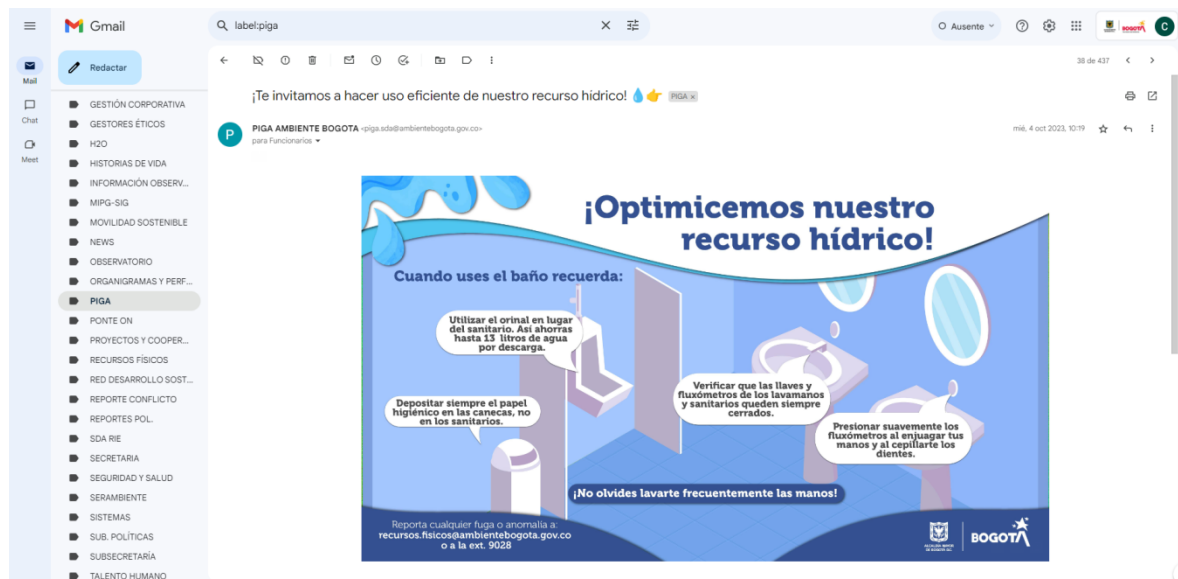 Gmail
label:piga
Ausente
BOGOTÁ
C
Mail
Chat
Meet
Redactar
GESTIÓN CORPORATIVA
GESTORES ÉTICOS
H2O
HISTORIAS DE VIDA
INFORMACIÓN OBSERV...
MIPG-SIG
MOVILIDAD SOSTENIBLE
NEWS
OBSERVATORIO
ORGANIGRAMAS Y PERF...
PIGA
PONTE ON
PROYECTOS Y COOPER...
RECURSOS FÍSICOS
RED DESARROLLO SOST...
REPORTE CONFLICTO
REPORTES POL.
SDA RIE
SECRETARIA
SEGURIDAD Y SALUD
SERAMBIENTE
SISTEMAS
SUB. POLÍTICAS
SUBSECRETARÍA
TALENTO HUMANO
38 de 437
¡Te invitamos a hacer uso eficiente de nuestro recurso hídrico! 💧👉 PIGA x
P
PIGA AMBIENTE BOGOTA <piga.sda@ambientebogota.gov.co>
para Funcionarios
mié, 4 oct 2023, 10:19
¡Optimicemos nuestro
recurso hídrico!
Cuando uses el baño recuerda:
Utilizar el orinal en lugar
del sanitario. Así ahorras
hasta 13 litros de agua
por descarga.
Depositar siempre el papel
higiénico en las canecas, no
en los sanitarios.
Verificar que las llaves y
fluxómetros de los lavamanos
y sanitarios queden siempre
cerrados.
Presionar suavemente los
fluxómetros al enjuagar tus
manos y al cepillarte los
dientes.
¡No olvides lavarte frecuentemente las manos!
Reporta cualquier fuga o anomalía a:
recursos.fisicos@ambientebogota.gov.co
o a la ext. 9028
ALCALDÍA MAYOR
DE BOGOTÁ D.C.
BOGOTÁ